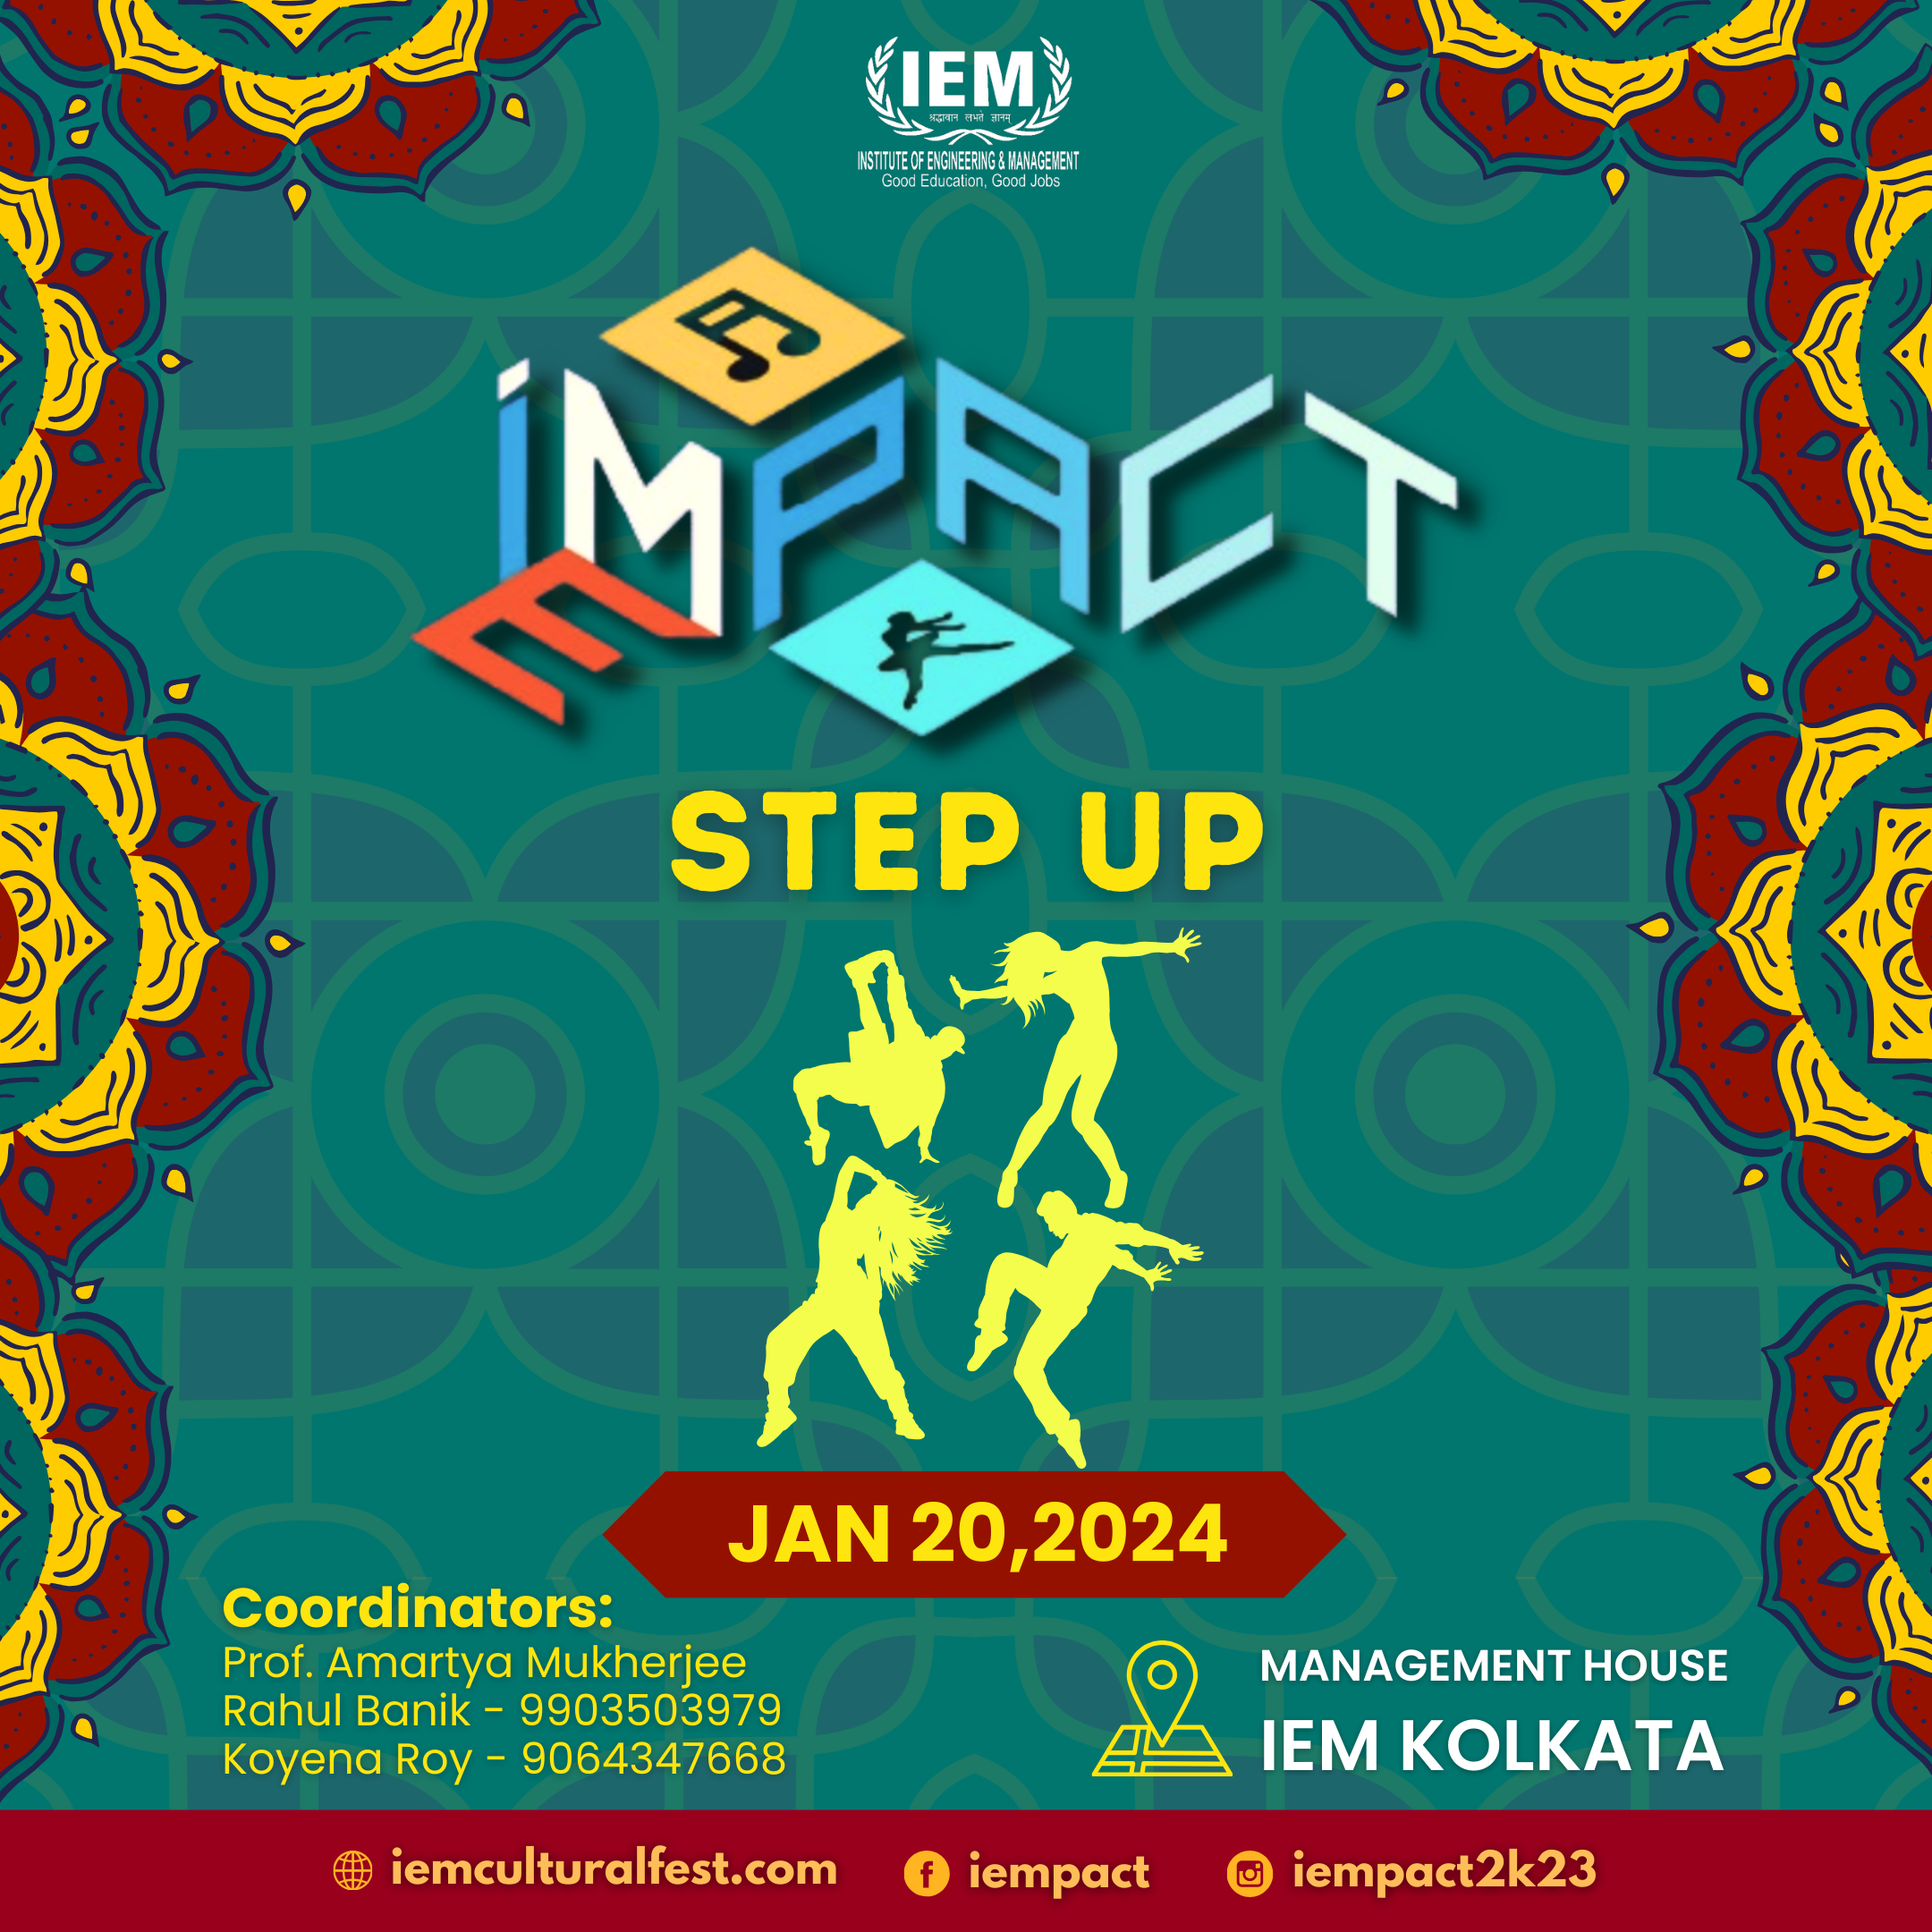 IEM
श्रद्धावान लभते ज्ञानम्
INSTITUTE OF ENGINEERING & MANAGEMENT
Good Education, Good Jobs
iEMPACT
STEP UP
JAN 20,2024
Coordinators:
Prof. Amartya Mukherjee
Rahul Banik - 9903503979
Koyena Roy - 9064347668
MANAGEMENT HOUSE
IEM KOLKATA
iemculturalfest.com
iempact
iempact2k23